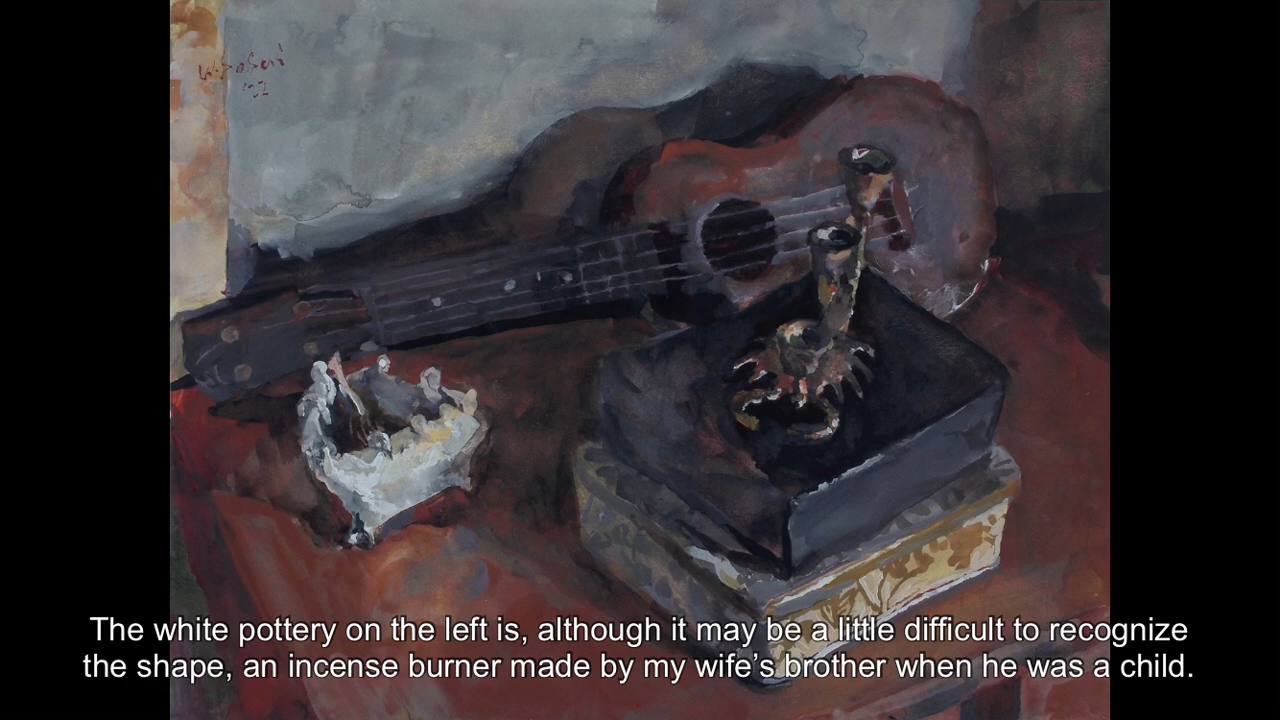 '22
The white pottery on the left is, although it may be a little difficult to recognize
the shape, an incense burner made by my wife’s brother when he was a child.